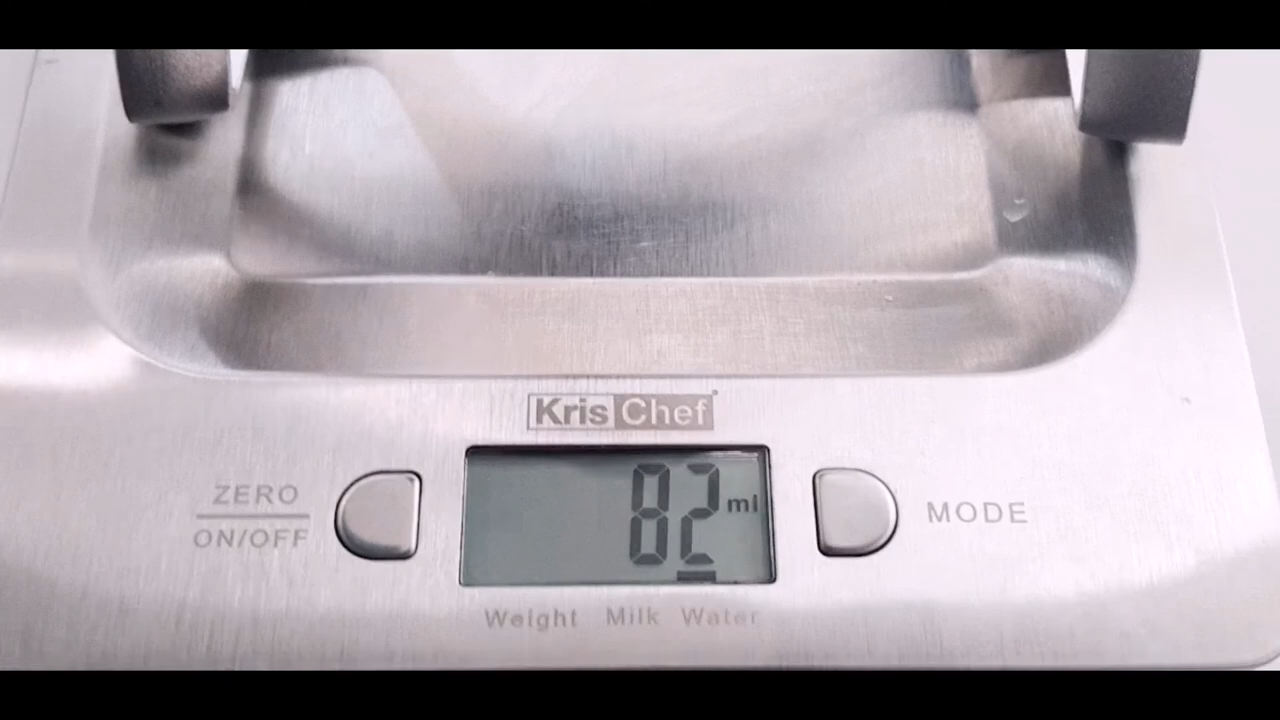 Kris Chef
ZERO
ON/OFF
82 ml
MODE
Weight Milk Water